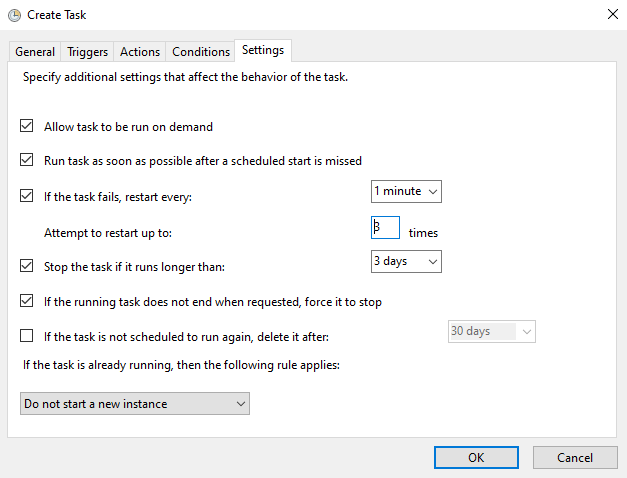 Create Task
General Triggers Actions Conditions Settings
Specify additional settings that affect the behavior of the task.
Allow task to be run on demand
Run task as soon as possible after a scheduled start is missed
If the task fails, restart every: 1 minute
Attempt to restart up to: 3 times
Stop the task if it runs longer than: 3 days
If the running task does not end when requested, force it to stop
If the task is not scheduled to run again, delete it after: 30 days
If the task is already running, then the following rule applies:
Do not start a new instance
OK Cancel